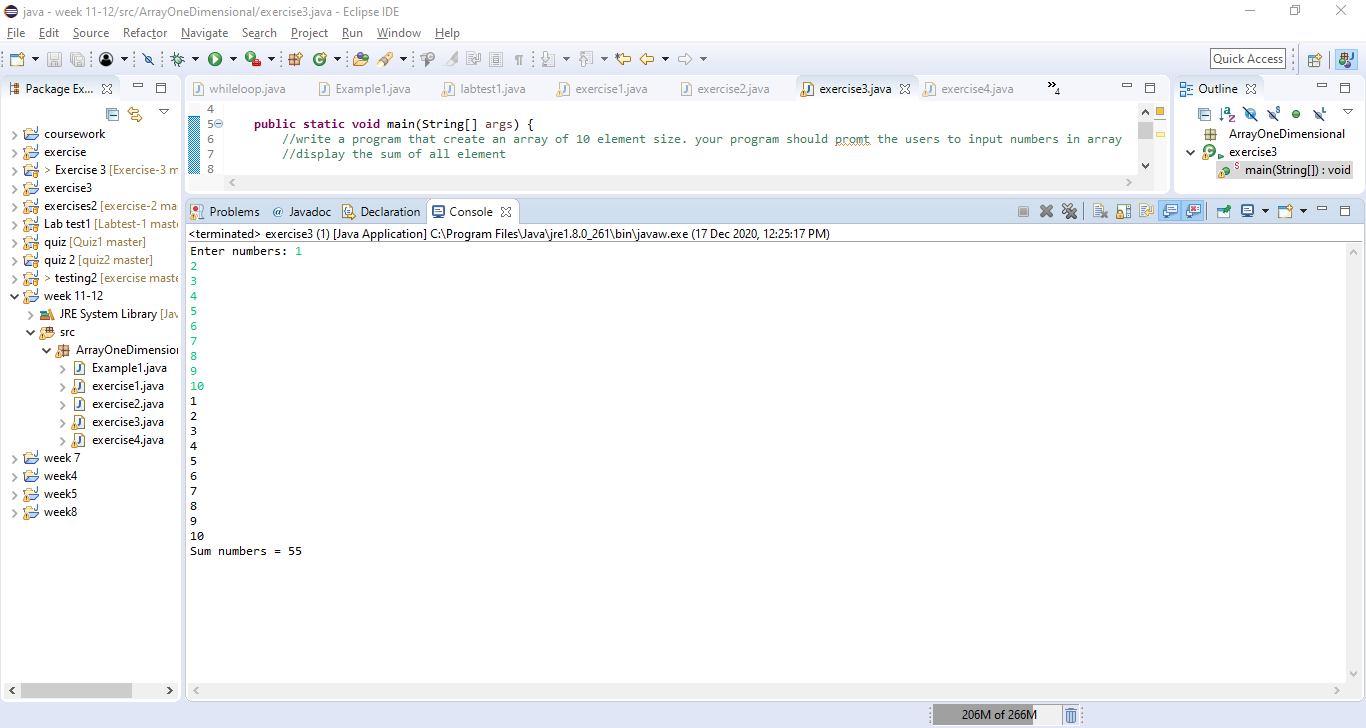 java - week 11-12/src/ArrayOneDimensional/exercise3.java - Eclipse IDE
File Edit Source Refactor Navigate Search Project Run Window Help
Quick Access
Package Ex...
whileloop.java Example1.java labtest1.java exercise1.java exercise2.java exercise3.java exercise4.java »4
Outline
coursework
exercise
> Exercise 3 [Exercise-3 m
exercise3
exercises2 [exercise-2 ma
Lab test1 [Labtest-1 mast
quiz [Quiz1 master]
quiz 2 [quiz2 master]
> testing2 [exercise maste
week 11-12
JRE System Library [Jav
src
ArrayOneDimension
Example1.java
exercise1.java
exercise2.java
exercise3.java
exercise4.java
week 7
week4
week5
week8
4
5 public static void main(String[] args) {
6 //write a program that create an array of 10 element size. your program should promt the users to input numbers in array
7 //display the sum of all element
8
ArrayOneDimensional
exercise3
main(String[]) : void
Problems @ Javadoc Declaration Console
<terminated> exercise3 (1) [Java Application] C:\Program Files\Java\jre1.8.0_261\bin\javaw.exe (17 Dec 2020, 12:25:17 PM)
Enter numbers: 1
2
3
4
5
6
7
8
9
10
1
2
3
4
5
6
7
8
9
10
Sum numbers = 55
206M of 266M